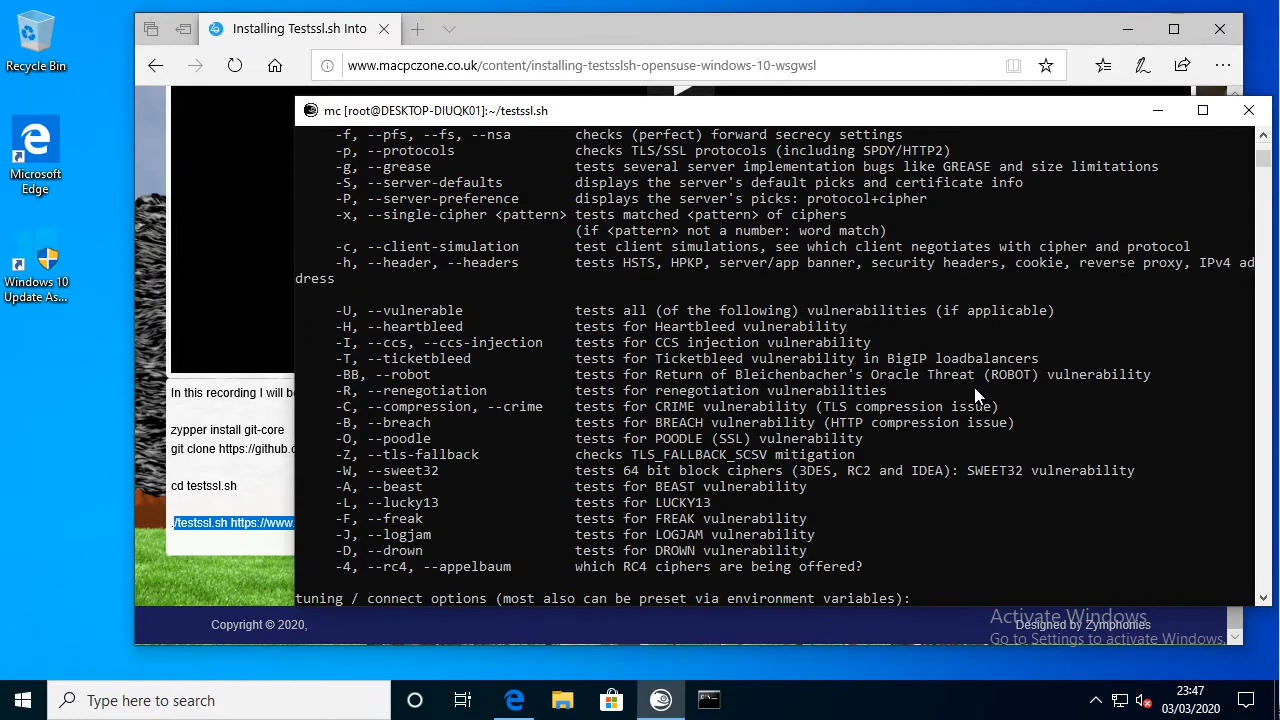 Recycle Bin
Microsoft
Edge
Windows 10
Update As...
Installing Testssl.sh Into
www.macpczone.co.uk/content/installing-testsslsh-opensuse-windows-10-wsgwsl
mc [root@DESKTOP-DIUQK01]:~/testssl.sh
-f, --pfs, --fs, --nsa checks (perfect) forward secrecy settings
-p, --protocols checks TLS/SSL protocols (including SPDY/HTTP2)
-g, --grease tests several server implementation bugs like GREASE and size limitations
-S, --server-defaults displays the server's default picks and certificate info
-P, --server-preference displays the server's picks: protocol+cipher
-x, --single-cipher <pattern> tests matched <pattern> of ciphers
(if <pattern> not a number: word match)
-c, --client-simulation test client simulations, see which client negotiates with cipher and protocol
-h, --header, --headers tests HSTS, HPKP, server/app banner, security headers, cookie, reverse proxy, IPv4 ad
dress
-U, --vulnerable tests all (of the following) vulnerabilities (if applicable)
-H, --heartbleed tests for Heartbleed vulnerability
-I, --ccs, --ccs-injection tests for CCS injection vulnerability
-T, --ticketbleed tests for Ticketbleed vulnerability in BigIP loadbalancers
-BB, --robot tests for Return of Bleichenbacher's Oracle Threat (ROBOT) vulnerability
-R, --renegotiation tests for renegotiation vulnerabilities
-C, --compression, --crime tests for CRIME vulnerability (TLS compression issue)
-B, --breach tests for BREACH vulnerability (HTTP compression issue)
-O, --poodle tests for POODLE (SSL) vulnerability
-Z, --tls-fallback checks TLS_FALLBACK_SCSV mitigation
-W, --sweet32 tests 64 bit block ciphers (3DES, RC2 and IDEA): SWEET32 vulnerability
-A, --beast tests for BEAST vulnerability
-L, --lucky13 tests for LUCKY13
-F, --freak tests for FREAK vulnerability
-J, --logjam tests for LOGJAM vulnerability
-D, --drown tests for DROWN vulnerability
-4, --rc4, --appelbaum which RC4 ciphers are being offered?
tuning / connect options (most also can be preset via environment variables):
In this recording I will be
zypper install git-core
git clone https://github.c
cd testssl.sh
./testssl.sh https://www.
Copyright © 2020,
Designed by Zymphonies
Activate Windows
Go to Settings to activate Windows.
Type here to search
23:47
03/03/2020